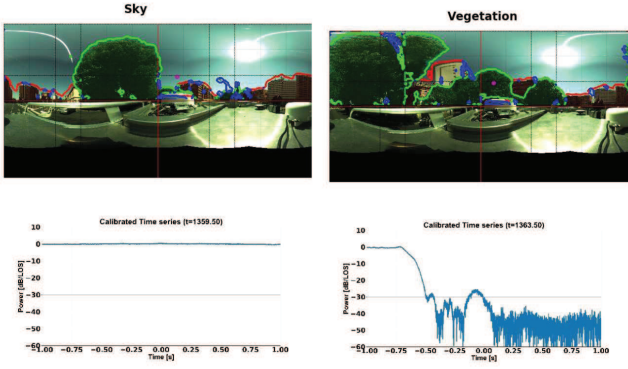 Sky
Vegetation
Calibrated Time series (t=1359.50)
10
0
−10
−20
−30
−40
−50
−60
Power [dB/LOS]
−1.00 −0.75 −0.50 −0.25 0.00 0.25 0.50 0.75 1.00
Time [s]
Calibrated Time series (t=1363.50)
10
0
−10
−20
−30
−40
−50
−60
Power [dB/LOS]
−1.00 −0.75 −0.50 −0.25 0.00 0.25 0.50 0.75 1.00
Time [s]